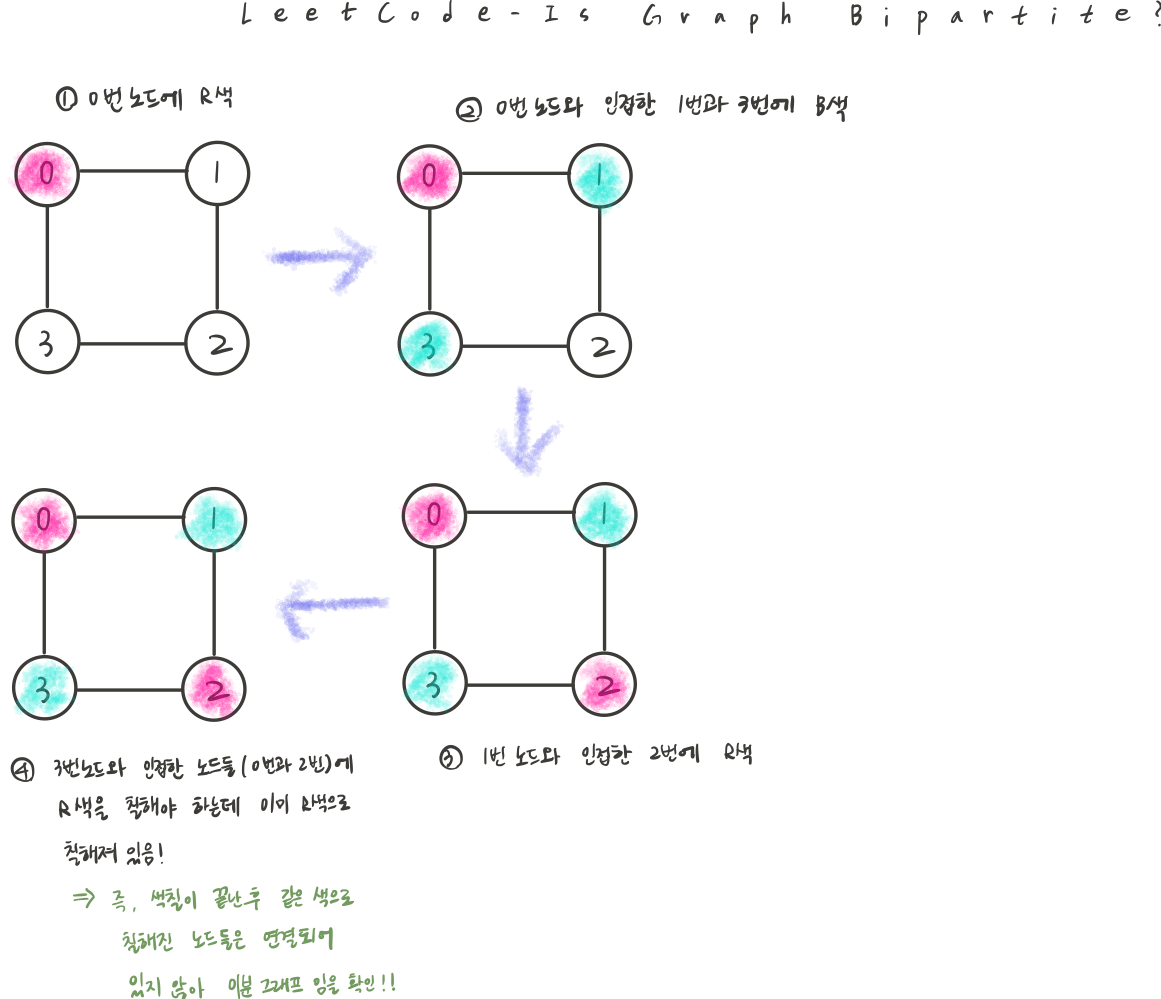 LeetCode-Is Graph Bipartite?
① 0번 노드에 R색
② 0번 노드와 인접한 1번과 3번에 B색
0 1
3 2
0 1
3 2
0 1
3 2
0 1
3 2
③ 1번 노드와 인접한 2번에 R색
④ 3번노드와 인접한 노드들(0번과 2번)에
R색을 칠해야 하는데 이미 R색으로
칠해져 있음!
⇒ 즉, 색칠이 끝난 후 같은 색으로
칠해진 노드들은 연결되어
있지 않아 이분 그래프 임을 확인!!